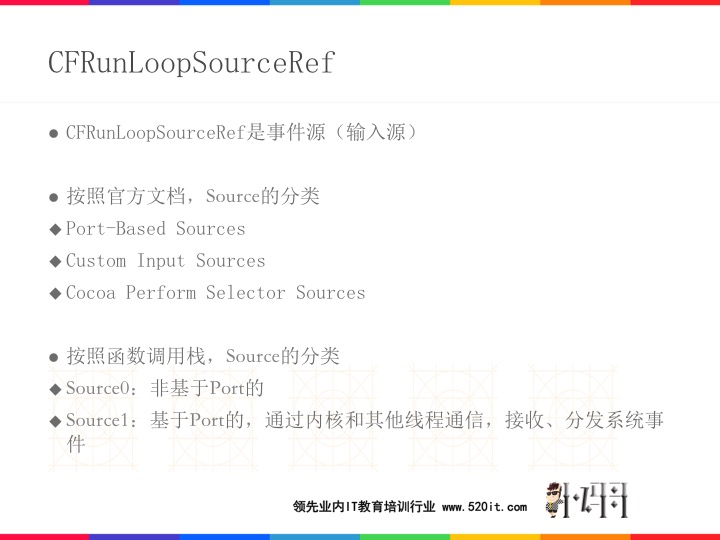 CFRunLoopSourceRef
● CFRunLoopSourceRef是事件源（输入源）
● 按照官方文档，Source的分类
◆ Port-Based Sources
◆ Custom Input Sources
◆ Cocoa Perform Selector Sources
● 按照函数调用栈，Source的分类
◆ Source0：非基于Port的
◆ Source1：基于Port的，通过内核和其他线程通信，接收、分发系统事
件
领先业内IT教育培训行业 www.520it.com
小码哥